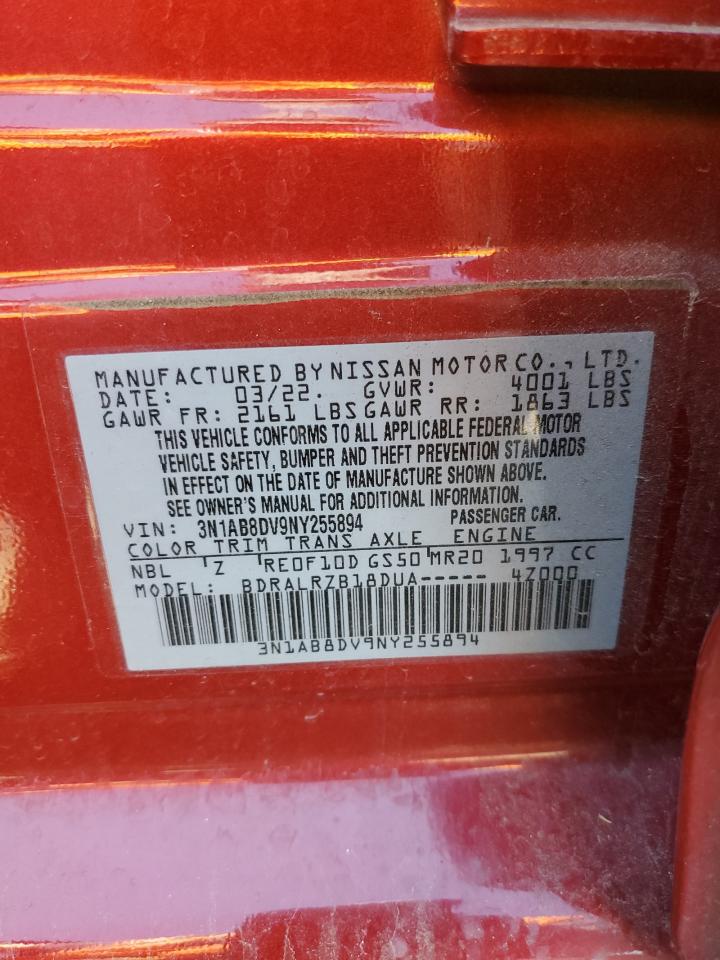 MANUFACTURED BY NISSAN MOTOR CO., LTD.
DATE: 03/22. GVWR: 4001 LBS
GAWR FR: 2161 LBS GAWR RR: 1863 LBS
THIS VEHICLE CONFORMS TO ALL APPLICABLE FEDERAL MOTOR
VEHICLE SAFETY, BUMPER AND THEFT PREVENTION STANDARDS
IN EFFECT ON THE DATE OF MANUFACTURE SHOWN ABOVE.
SEE OWNER'S MANUAL FOR ADDITIONAL INFORMATION.
VIN: 3N1AB8DV9NY255894 PASSENGER CAR.
COLOR TRIM TRANS AXLE ENGINE
NBL Z RE0F10D GS50 MR20 1997 CC
MODEL: BDRALRZB18DUA----- 4Z000
3N1AB8DV9NY255894